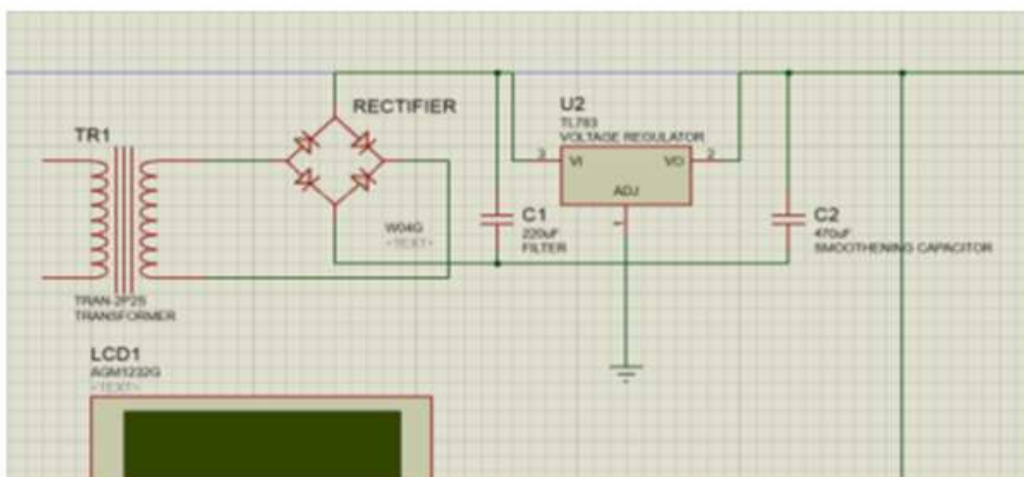 RECTIFIER
TR1
U2
TL783
VOLTAGE REGULATOR
3
VI
VO
2
ADJ
1
W04G
<TEXT>
C1
220uF
FILTER
C2
470uF
SMOOTHENING CAPACITOR
TRAN-2P2S
TRANSFORMER
LCD1
AGM1232G
<TEXT>